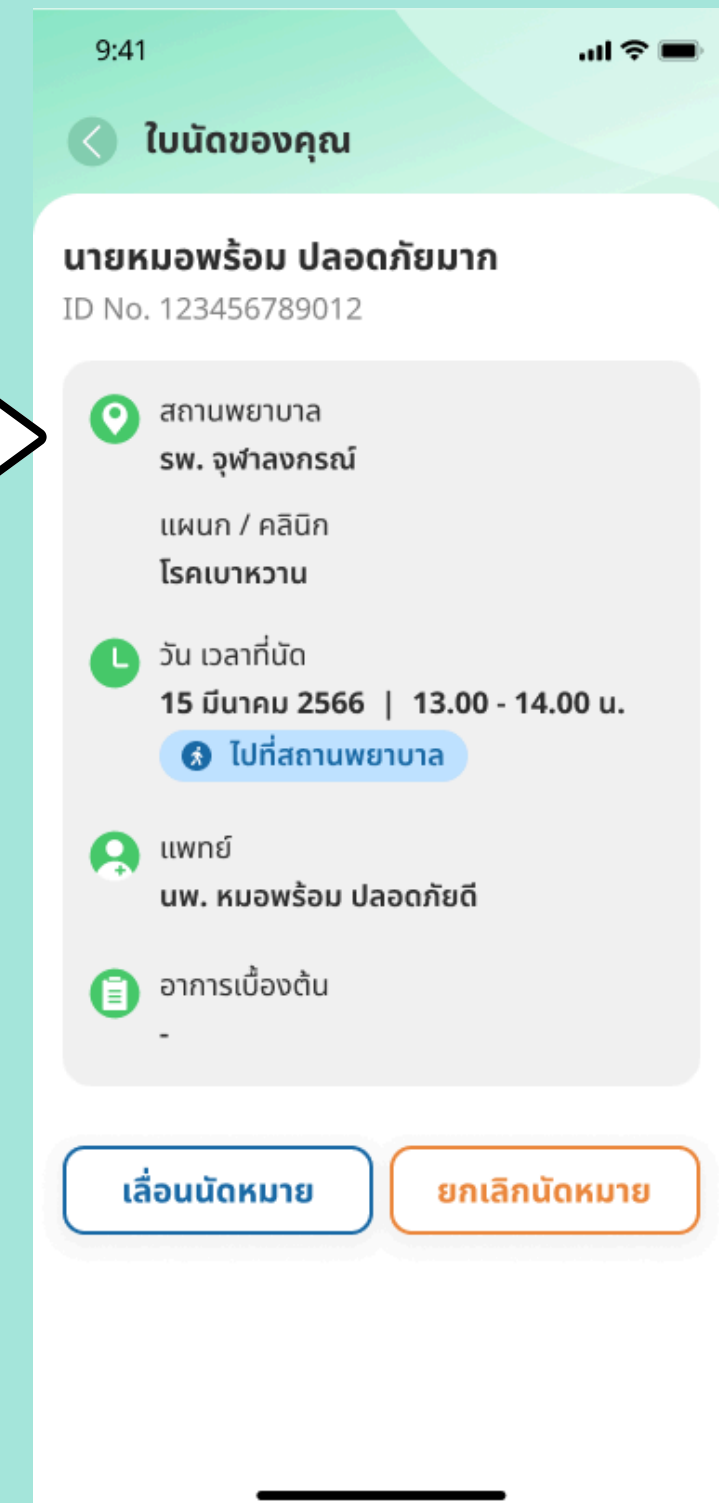 9:41
ใบนัดของคุณ
นายหมอพร้อม ปลอดภัยมาก
ID No. 123456789012
สถานพยาบาล
รพ. จุฬาลงกรณ์
แผนก / คลินิก
โรคเบาหวาน
วัน เวลาที่นัด
15 มีนาคม 2566 | 13.00 - 14.00 น.
ไปที่สถานพยาบาล
แพทย์
นพ. หมอพร้อม ปลอดภัยดี
อาการเบื้องต้น
-
เลื่อนนัดหมาย ยกเลิกนัดหมาย